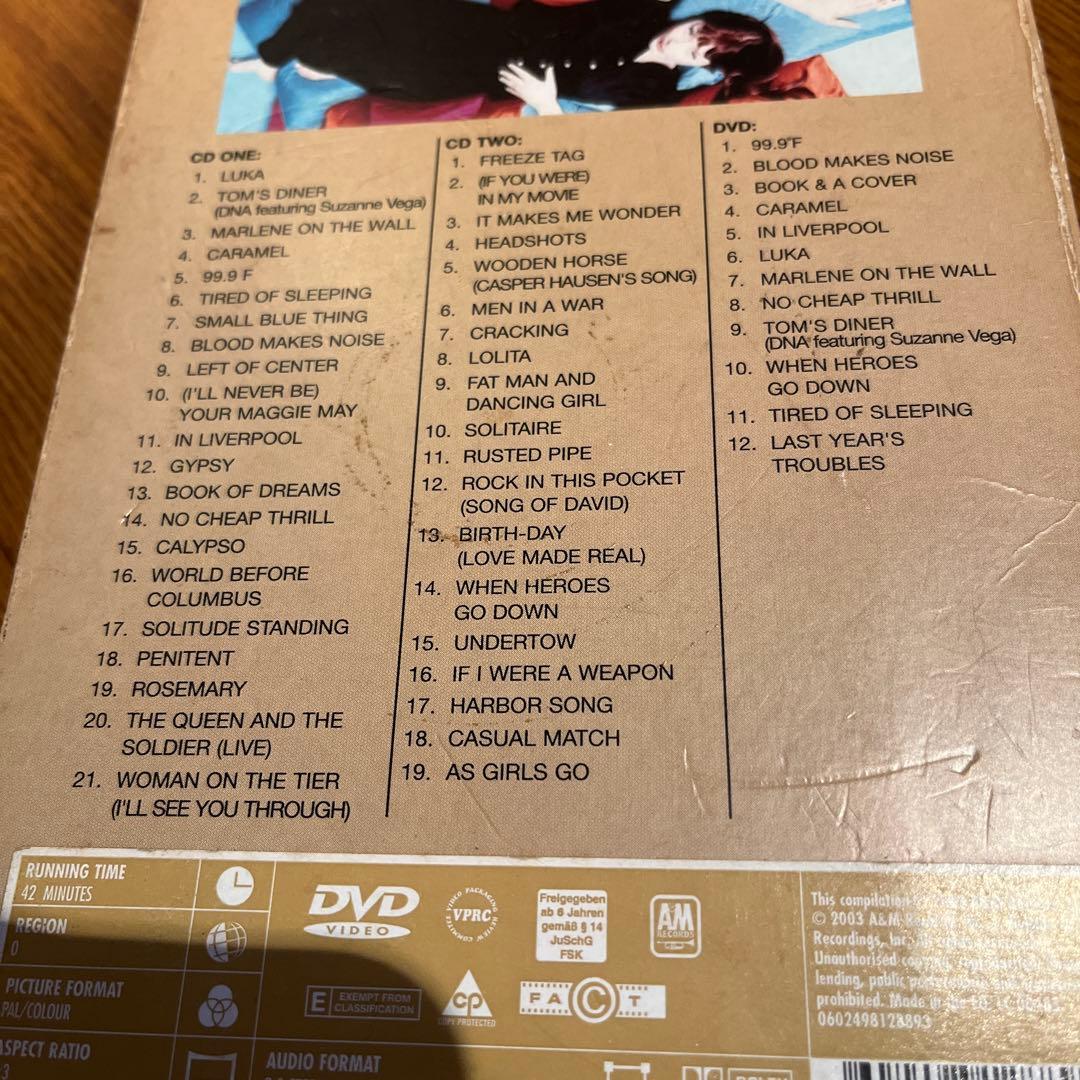 CD ONE:
1. LUKA
2. TOM'S DINER
(DNA featuring Suzanne Vega)
3. MARLENE ON THE WALL
4. CARAMEL
5. 99.9 F
6. TIRED OF SLEEPING
7. SMALL BLUE THING
8. BLOOD MAKES NOISE
9. LEFT OF CENTER
10. (I'LL NEVER BE)
YOUR MAGGIE MAY
11. IN LIVERPOOL
12. GYPSY
13. BOOK OF DREAMS
14. NO CHEAP THRILL
15. CALYPSO
16. WORLD BEFORE
COLUMBUS
17. SOLITUDE STANDING
18. PENITENT
19. ROSEMARY
20. THE QUEEN AND THE
SOLDIER (LIVE)
21. WOMAN ON THE TIER
(I'LL SEE YOU THROUGH)
CD TWO:
1. FREEZE TAG
2. (IF YOU WERE)
IN MY MOVIE
3. IT MAKES ME WONDER
4. HEADSHOTS
5. WOODEN HORSE
(CASPER HAUSEN'S SONG)
6. MEN IN A WAR
7. CRACKING
8. LOLITA
9. FAT MAN AND
DANCING GIRL
10. SOLITAIRE
11. RUSTED PIPE
12. ROCK IN THIS POCKET
(SONG OF DAVID)
13. BIRTH-DAY
(LOVE MADE REAL)
14. WHEN HEROES
GO DOWN
15. UNDERTOW
16. IF I WERE A WEAPON
17. HARBOR SONG
18. CASUAL MATCH
19. AS GIRLS GO
DVD:
1. 99.9°F
2. BLOOD MAKES NOISE
3. BOOK & A COVER
4. CARAMEL
5. IN LIVERPOOL
6. LUKA
7. MARLENE ON THE WALL
8. NO CHEAP THRILL
9. TOM'S DINER
(DNA featuring Suzanne Vega)
10. WHEN HEROES
GO DOWN
11. TIRED OF SLEEPING
12. LAST YEAR'S
TROUBLES
RUNNING TIME
42 MINUTES
REGION
0
PICTURE FORMAT
PAL/COLOUR
ASPECT RATIO
AUDIO FORMAT
DVD
VIDEO
VIDEO PACKAGING REVIEW COMMITTEE
VPRC
Freigegeben
ab 6 Jahren
gemäß § 14
JuSchG
FSK
A&M
RECORDS
E EXEMPT FROM
CLASSIFICATION
CP
COPY PROTECTED
FACT
This compilation
© 2003 A&M
Recordings, Inc.
Unauthorised
lending, public
prohibited. Made in the